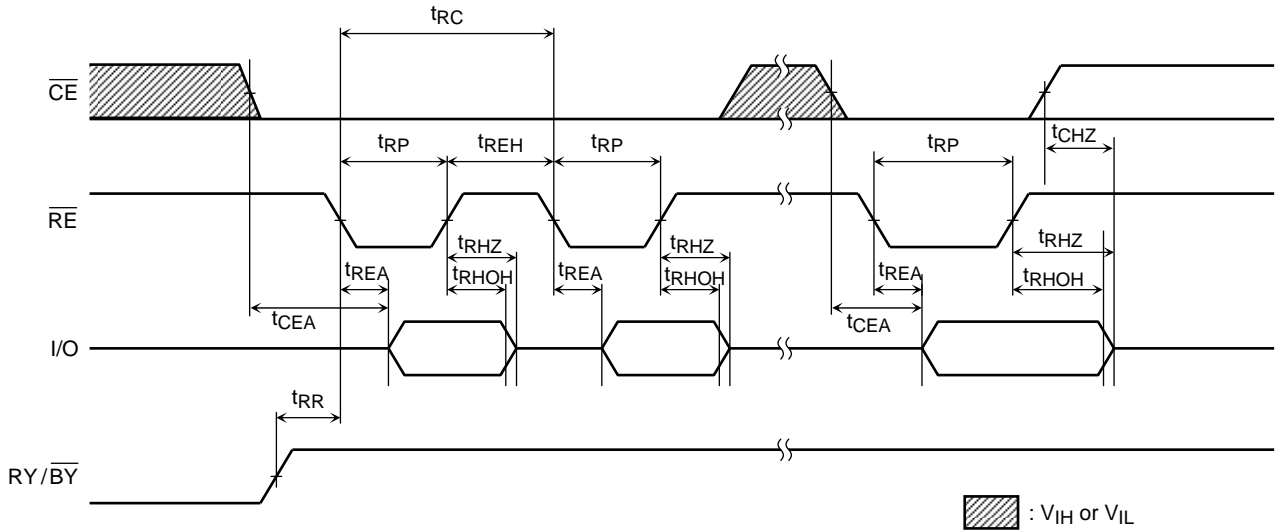 tRC
CE
tCHZ
tRP tREH tRP tRP
RE
tRHZ tRHZ tRHZ
tREA tRHOH tREA tRHOH tREA tRHOH
tCEA tCEA
I/O
tRR
RY/BY
: VIH or VIL